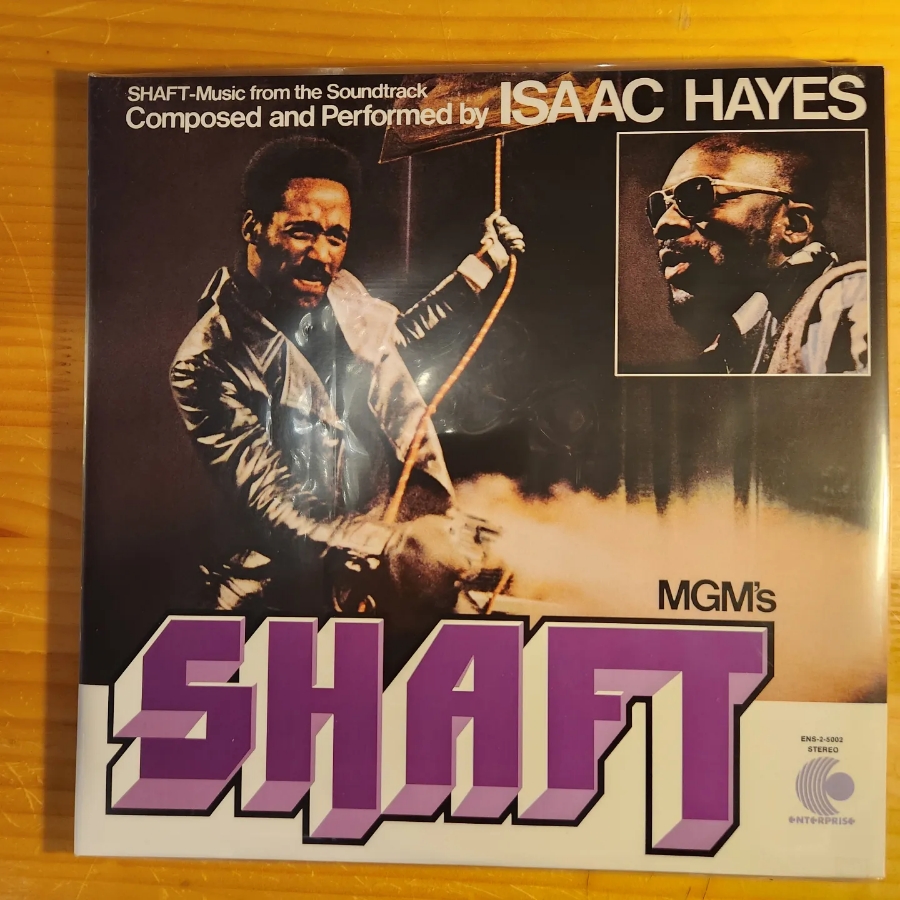 SHAFT-Music from the Soundtrack
Composed and Performed by ISAAC HAYES
MGM's
SHAFT
ENS-2-5002
STEREO
ENTERPRISE